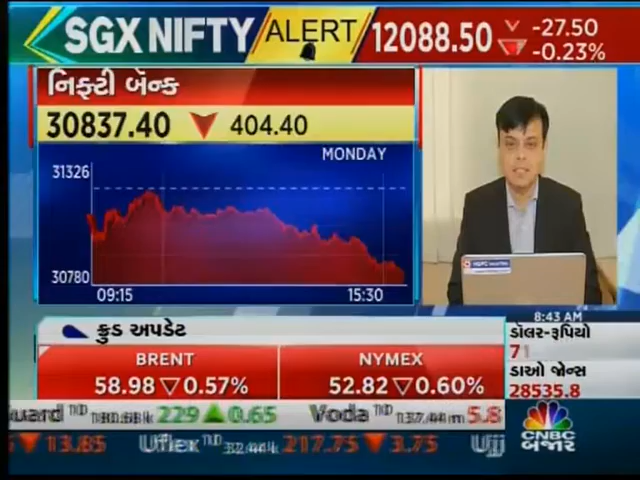 SGX NIFTY ALERT 12088.50 -27.50
-0.23%
નિફ્ટી બૅન્ક
30837.40 404.40
MONDAY
31326
30780
09:15 15:30
8:43 AM
ક્રુડ અપડેટ
BRENT NYMEX
58.98 0.57% 52.82 0.60%
ડૉલર-રૂપિયો
71
ડાઓ જોન્સ
28535.8
229 0.65 Voda 5.8
13.85 Uflex 217.75 3.75 Ujj
CNBC
બજાર